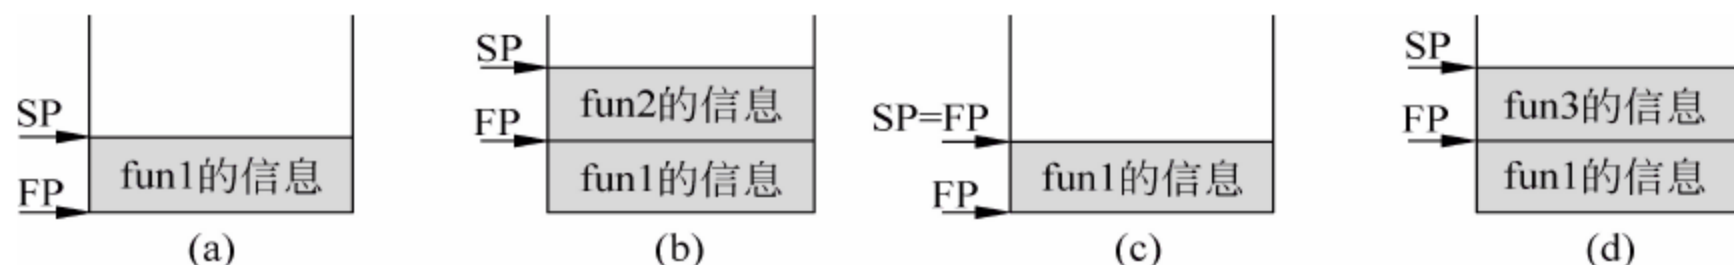 SP
fun1的信息
FP
(a)
SP
fun2的信息
FP
fun1的信息
(b)
SP=FP
fun1的信息
FP
(c)
SP
fun3的信息
FP
fun1的信息
(d)